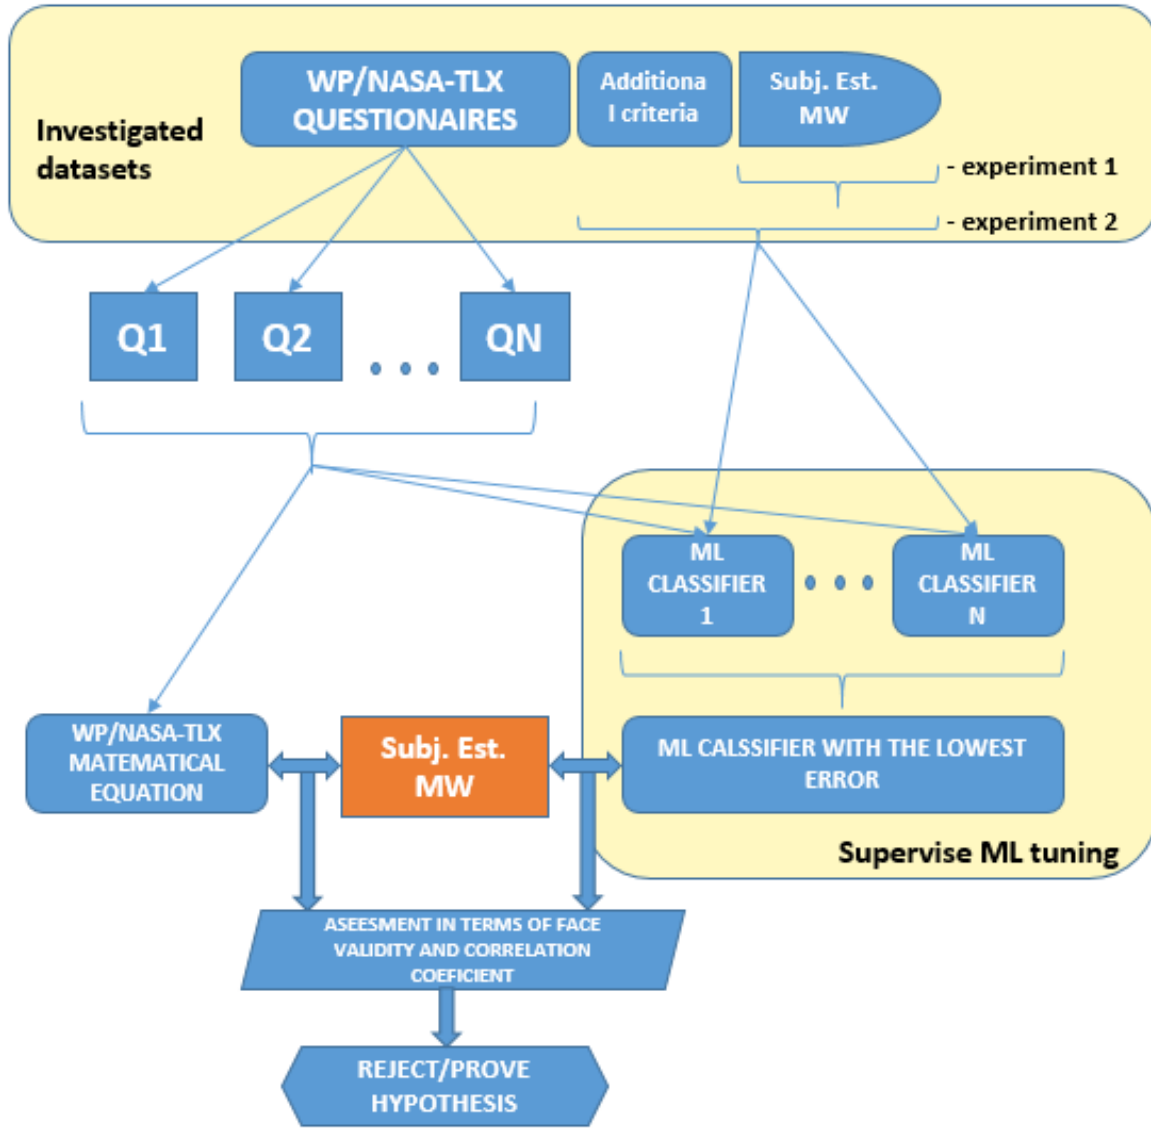 WP/NASA-TLX
QUESTIONAIRES
Additiona
l criteria
Subj. Est.
MW
Investigated
datasets
- experiment 1
- experiment 2
Q1
Q2
QN
ML
CLASSIFIER
1
ML
CLASSIFIER
N
WP/NASA-TLX
MATEMATICAL
EQUATION
Subj. Est.
MW
ML CALSSIFIER WITH THE LOWEST
ERROR
Supervise ML tuning
ASEESMENT IN TERMS OF FACE
VALIDITY AND CORRELATION
COEFICIENT
REJECT/PROVE
HYPOTHESIS